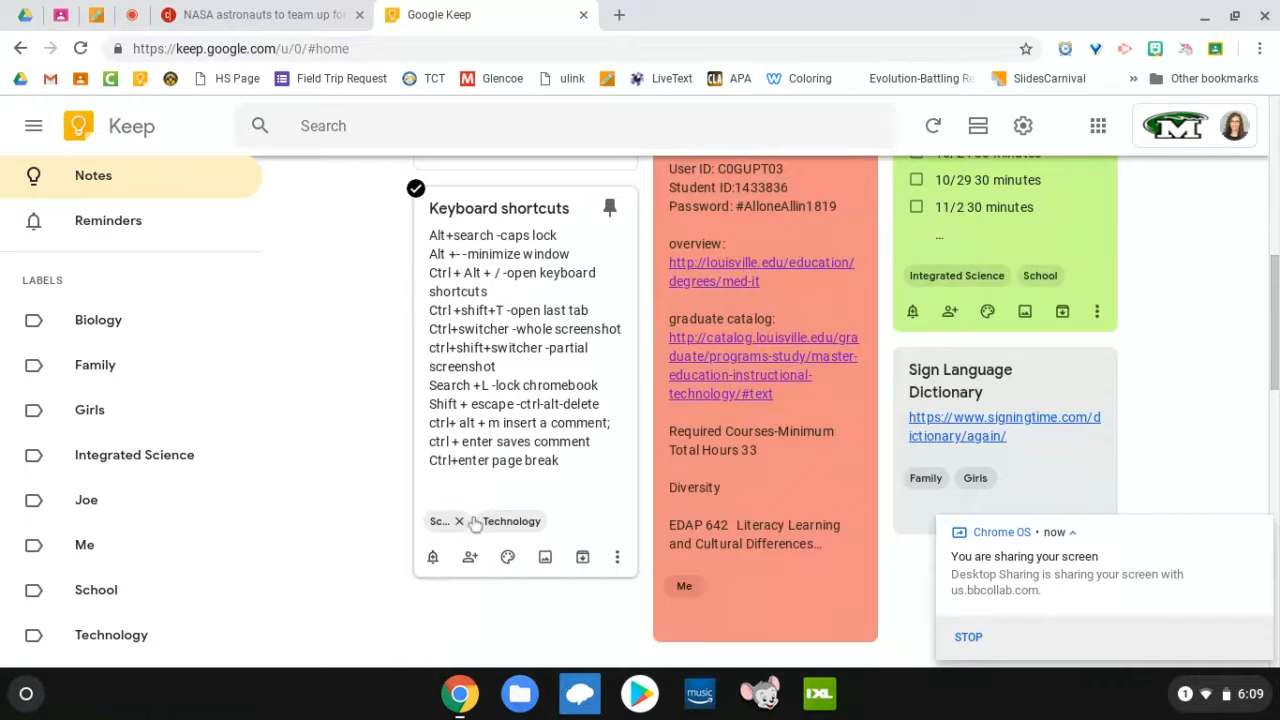 NASA astronauts to team up for
Google Keep
https://keep.google.com/u/0/#home
HS Page
Field Trip Request
TCT
Glencoe
ulink
LiveText
APA
Coloring
Evolution-Battling Re
SlidesCarnival
»
Other bookmarks
Keep
Search
Notes
Reminders
LABELS
Biology
Family
Girls
Integrated Science
Joe
Me
School
Technology
Keyboard shortcuts
Alt+search -caps lock
Alt +- -minimize window
Ctrl + Alt + / -open keyboard
shortcuts
Ctrl +shift+T -open last tab
Ctrl+switcher -whole screenshot
ctrl+shift+switcher -partial
screenshot
Search +L -lock chromebook
Shift + escape -ctrl-alt-delete
ctrl+ alt + m insert a comment;
ctrl + enter saves comment
Ctrl+enter page break
Sc...
Technology
User ID: C0GUPT03
Student ID:1433836
Password: #AlloneAllin1819
overview:
http://louisville.edu/education/
degrees/med-it
graduate catalog:
http://catalog.louisville.edu/gra
duate/programs-study/master-
education-instructional-
technology/#text
Required Courses-Minimum
Total Hours 33
Diversity
EDAP 642 Literacy Learning
and Cultural Differences...
Me
10/29 30 minutes
11/2 30 minutes
...
Integrated Science
School
Sign Language
Dictionary
https://www.signingtime.com/d
ictionary/again/
Family
Girls
Chrome OS • now
You are sharing your screen
Desktop Sharing is sharing your screen with
us.bbcollab.com.
STOP
music
IXL
1
6:09